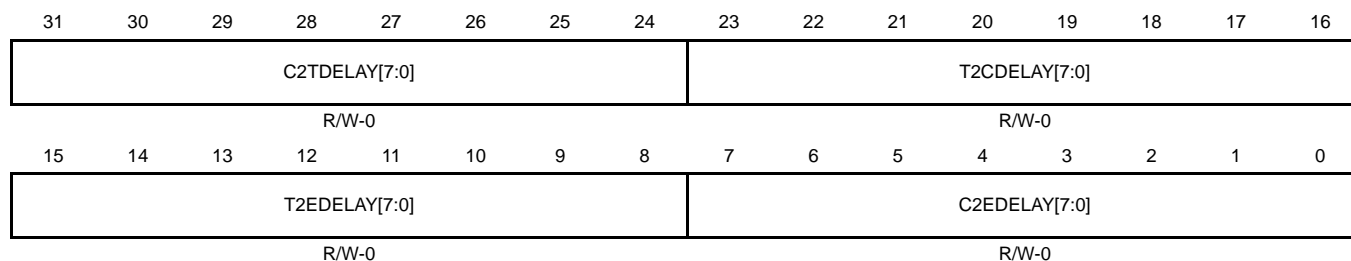 31 30 29 28 27 26 25 24 23 22 21 20 19 18 17 16
C2TDELAY[7:0] T2CDELAY[7:0]
R/W-0 R/W-0
15 14 13 12 11 10 9 8 7 6 5 4 3 2 1 0
T2EDELAY[7:0] C2EDELAY[7:0]
R/W-0 R/W-0